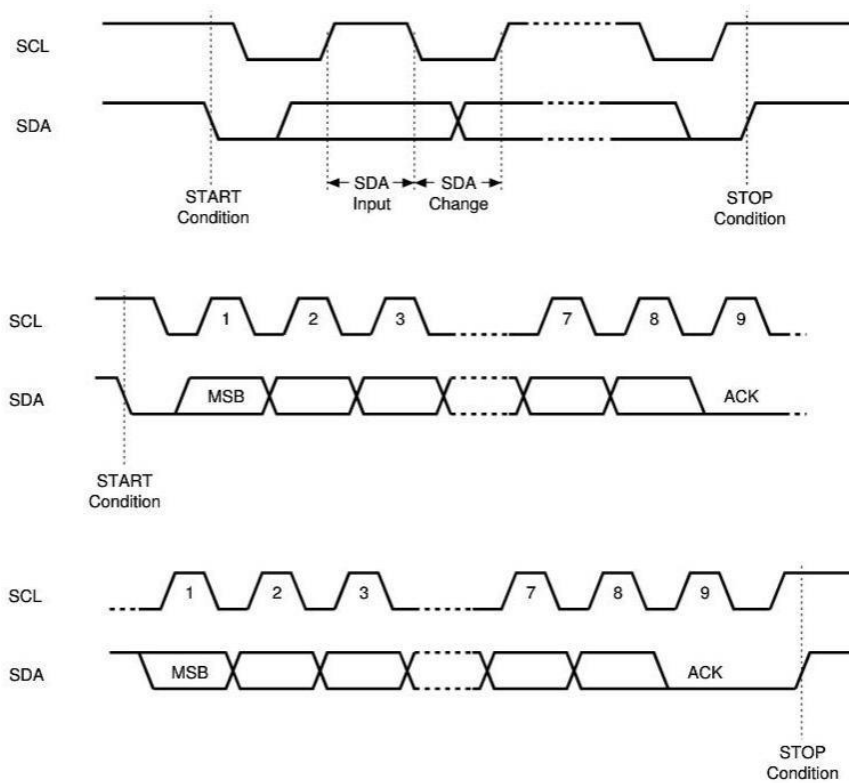 SCL
SDA
START
Condition
SDA
Input
SDA
Change
STOP
Condition
SCL
1 2 3 7 8 9
SDA
MSB ACK
START
Condition
SCL
1 2 3 7 8 9
SDA
MSB ACK
STOP
Condition